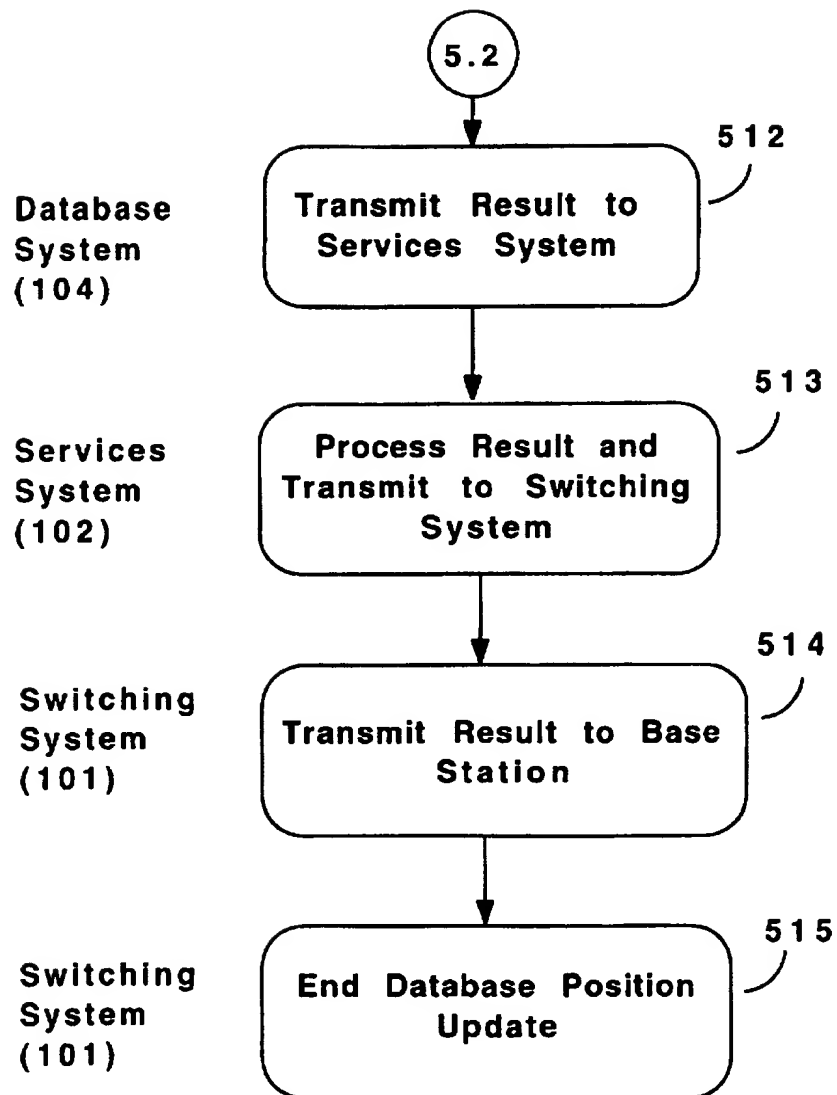 5.2
512
Database
System
(104)
Transmit Result to
Services System
513
Services
System
(102)
Process Result and
Transmit to Switching
System
514
Switching
System
(101)
Transmit Result to Base
Station
515
Switching
System
(101)
End Database Position
Update